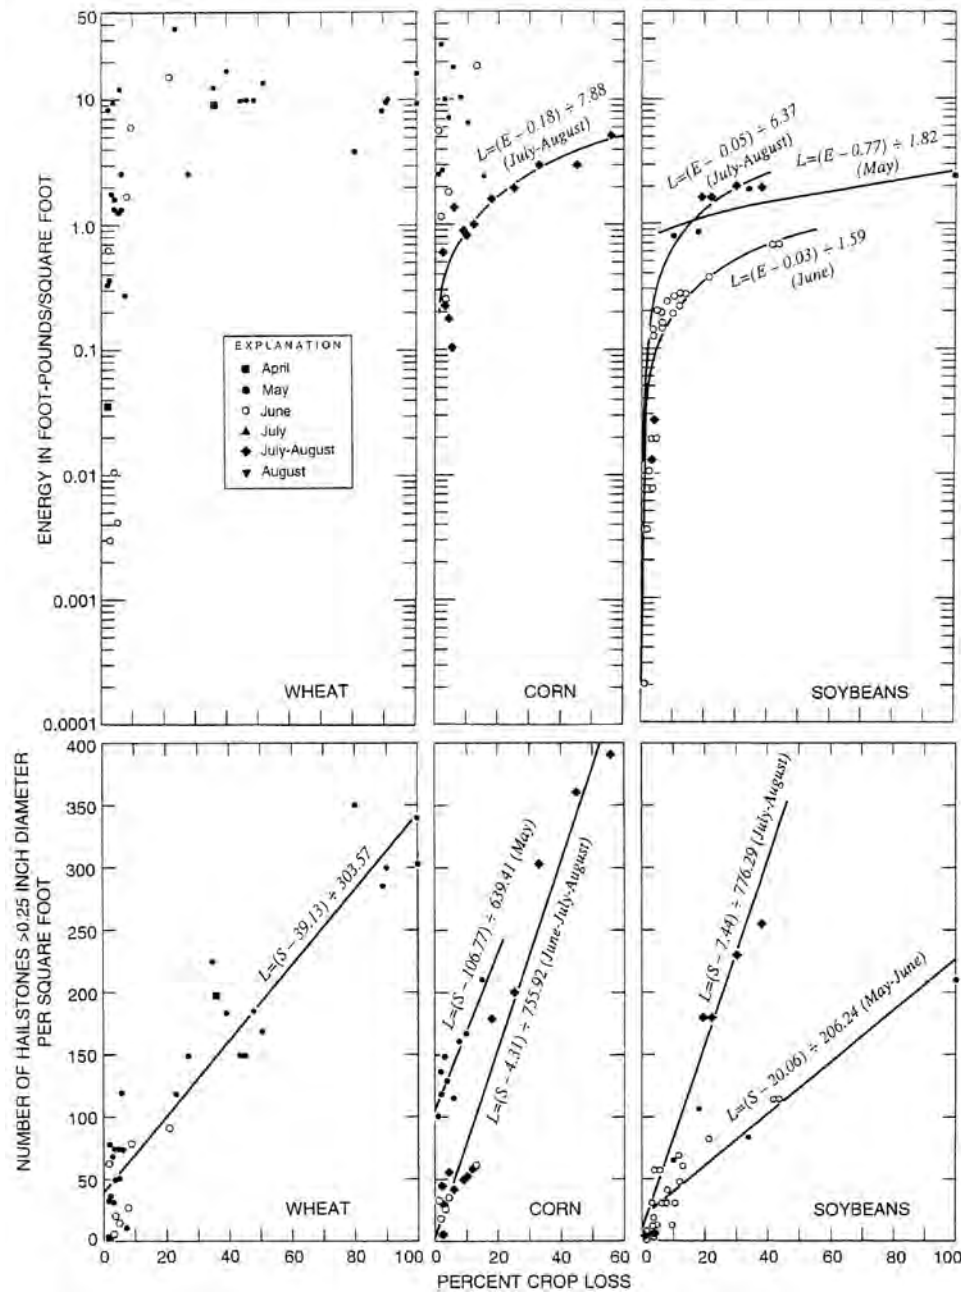 50
10
1.0
0.1
0.01
0.001
0.0001
ENERGY IN FOOT-POUNDS/SQUARE FOOT
EXPLANATION
April
May
June
July
July-August
August
WHEAT
L=(E – 0.18) ÷ 7.88
(July-August)
CORN
L=(E – 0.05) ÷ 6.37
(July-August)
L=(E – 0.77) ÷ 1.82
(May)
L=(E – 0.03) ÷ 1.59
(June)
SOYBEANS
NUMBER OF HAILSTONES >0.25 INCH DIAMETER
PER SQUARE FOOT
400
350
300
250
200
150
100
50
0
L=(S – 39.13) ÷ 303.57
WHEAT
L=(S – 106.77) ÷ 639.41 (May)
L=(S – 4.31) ÷ 755.92 (June-July-August)
CORN
L=(S – 7.44) ÷ 776.29 (July-August)
L=(S – 20.06) ÷ 206.24 (May-June)
SOYBEANS
0 20 40 60 80 100 0 20 40 60 0 20 40 60 80 100
PERCENT CROP LOSS